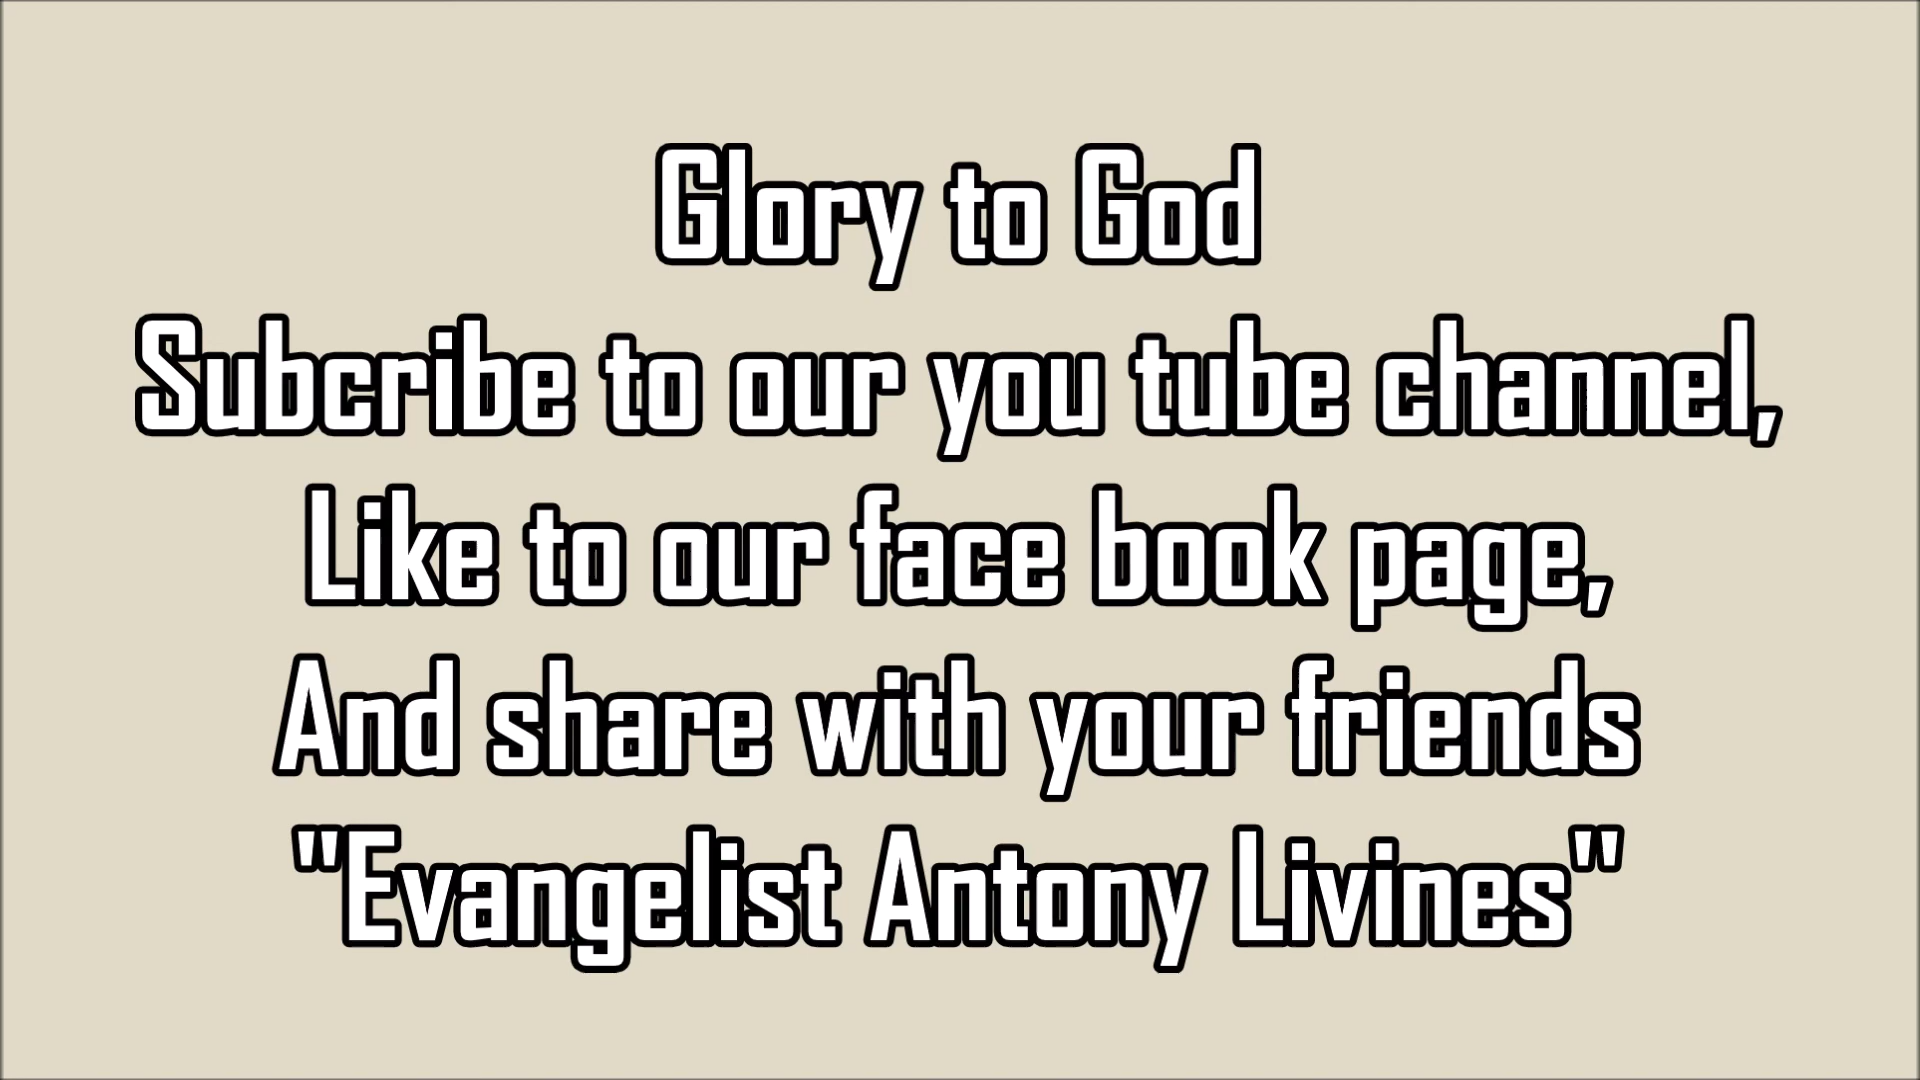 Glory to God
Subcribe to our you tube channel,
Like to our face book page,
And share with your friends
"Evangelist Antony Livines"